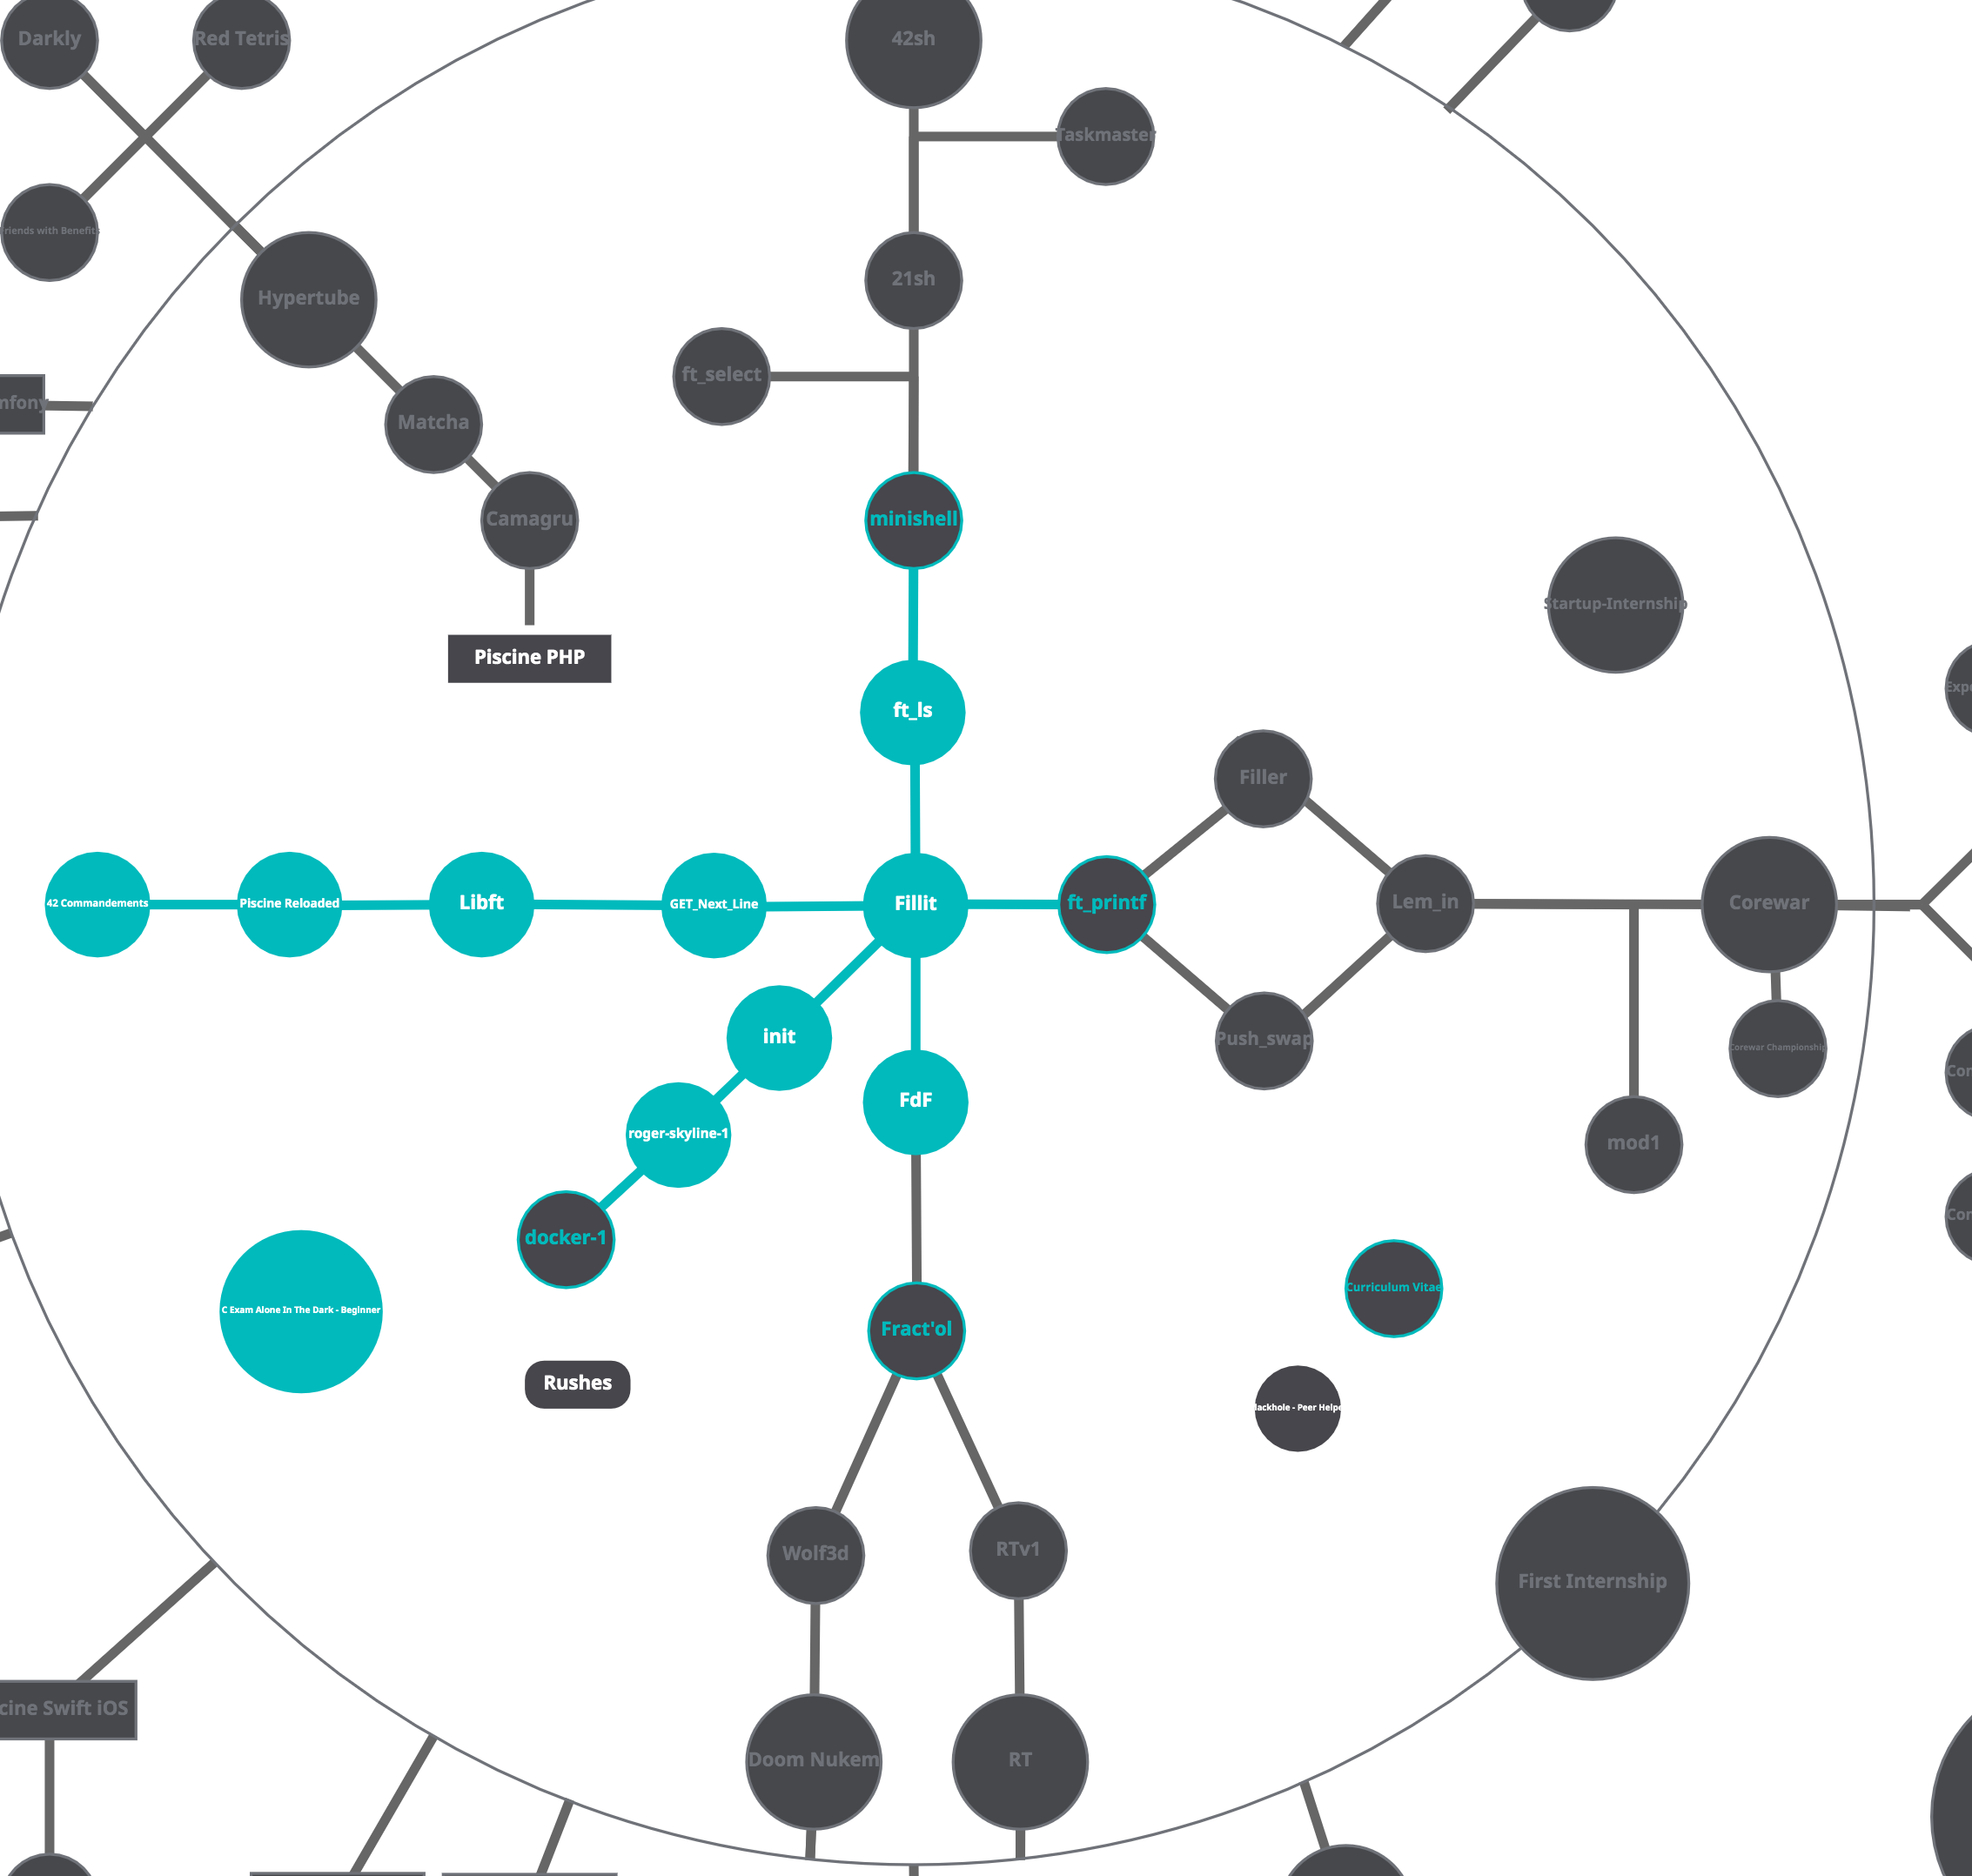 Darkly
Red Tetris
42sh
Taskmaster
riends with Benefits
21sh
Hypertube
ft_select
nfony
Matcha
minishell
Camagru
Startup-Internship
Piscine PHP
Expe
ft_ls
Filler
42 Commandements
Piscine Reloaded
Libft
GET_Next_Line
Fillit
ft_printf
Lem_in
Corewar
init
Push_swap
Corewar Championship
Cor
FdF
roger-skyline-1
mod1
Cor
docker-1
Curriculum Vitae
C Exam Alone In The Dark - Beginner
Fract'ol
Rushes
lackhole - Peer Helpe
Wolf3d
RTv1
First Internship
cine Swift iOS
Doom Nukem
RT